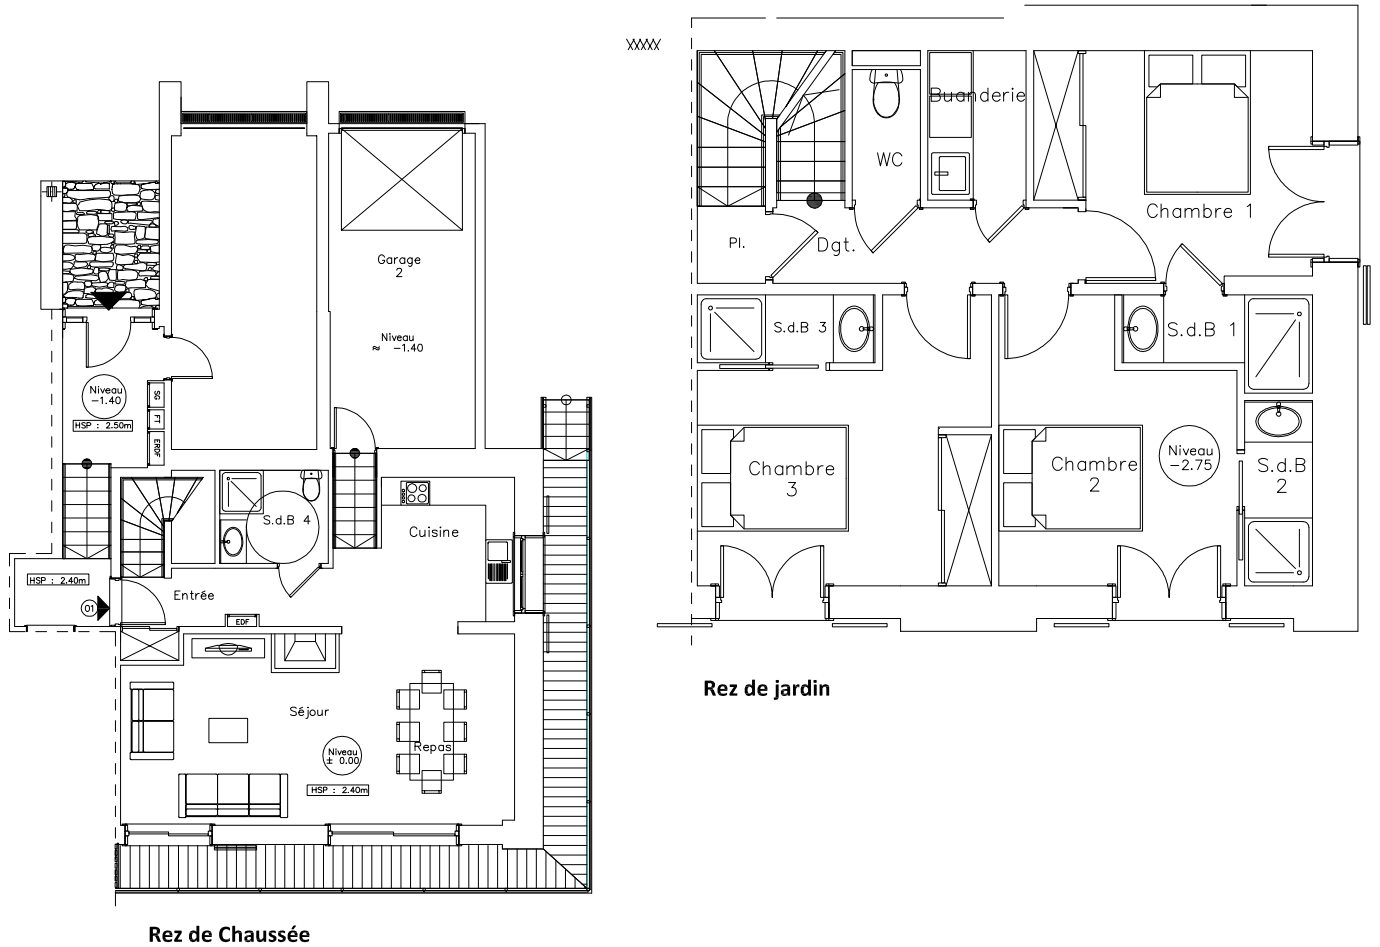 Garage
2
Niveau
≈ -1.40
Niveau
-1.40
HSP : 2.50m
SG
FT
ERDF
S.d.B 4
Cuisine
HSP : 2.40m
01
Entrée
EDF
Séjour
Repas
Niveau
± 0.00
HSP : 2.40m
Rez de Chaussée
XXXXX
Buanderie
WC
Chambre 1
Pl.
Dgt.
S.d.B 3
S.d.B 1
Chambre
3
Chambre
2
Niveau
-2.75
S.d.B
2
Rez de jardin